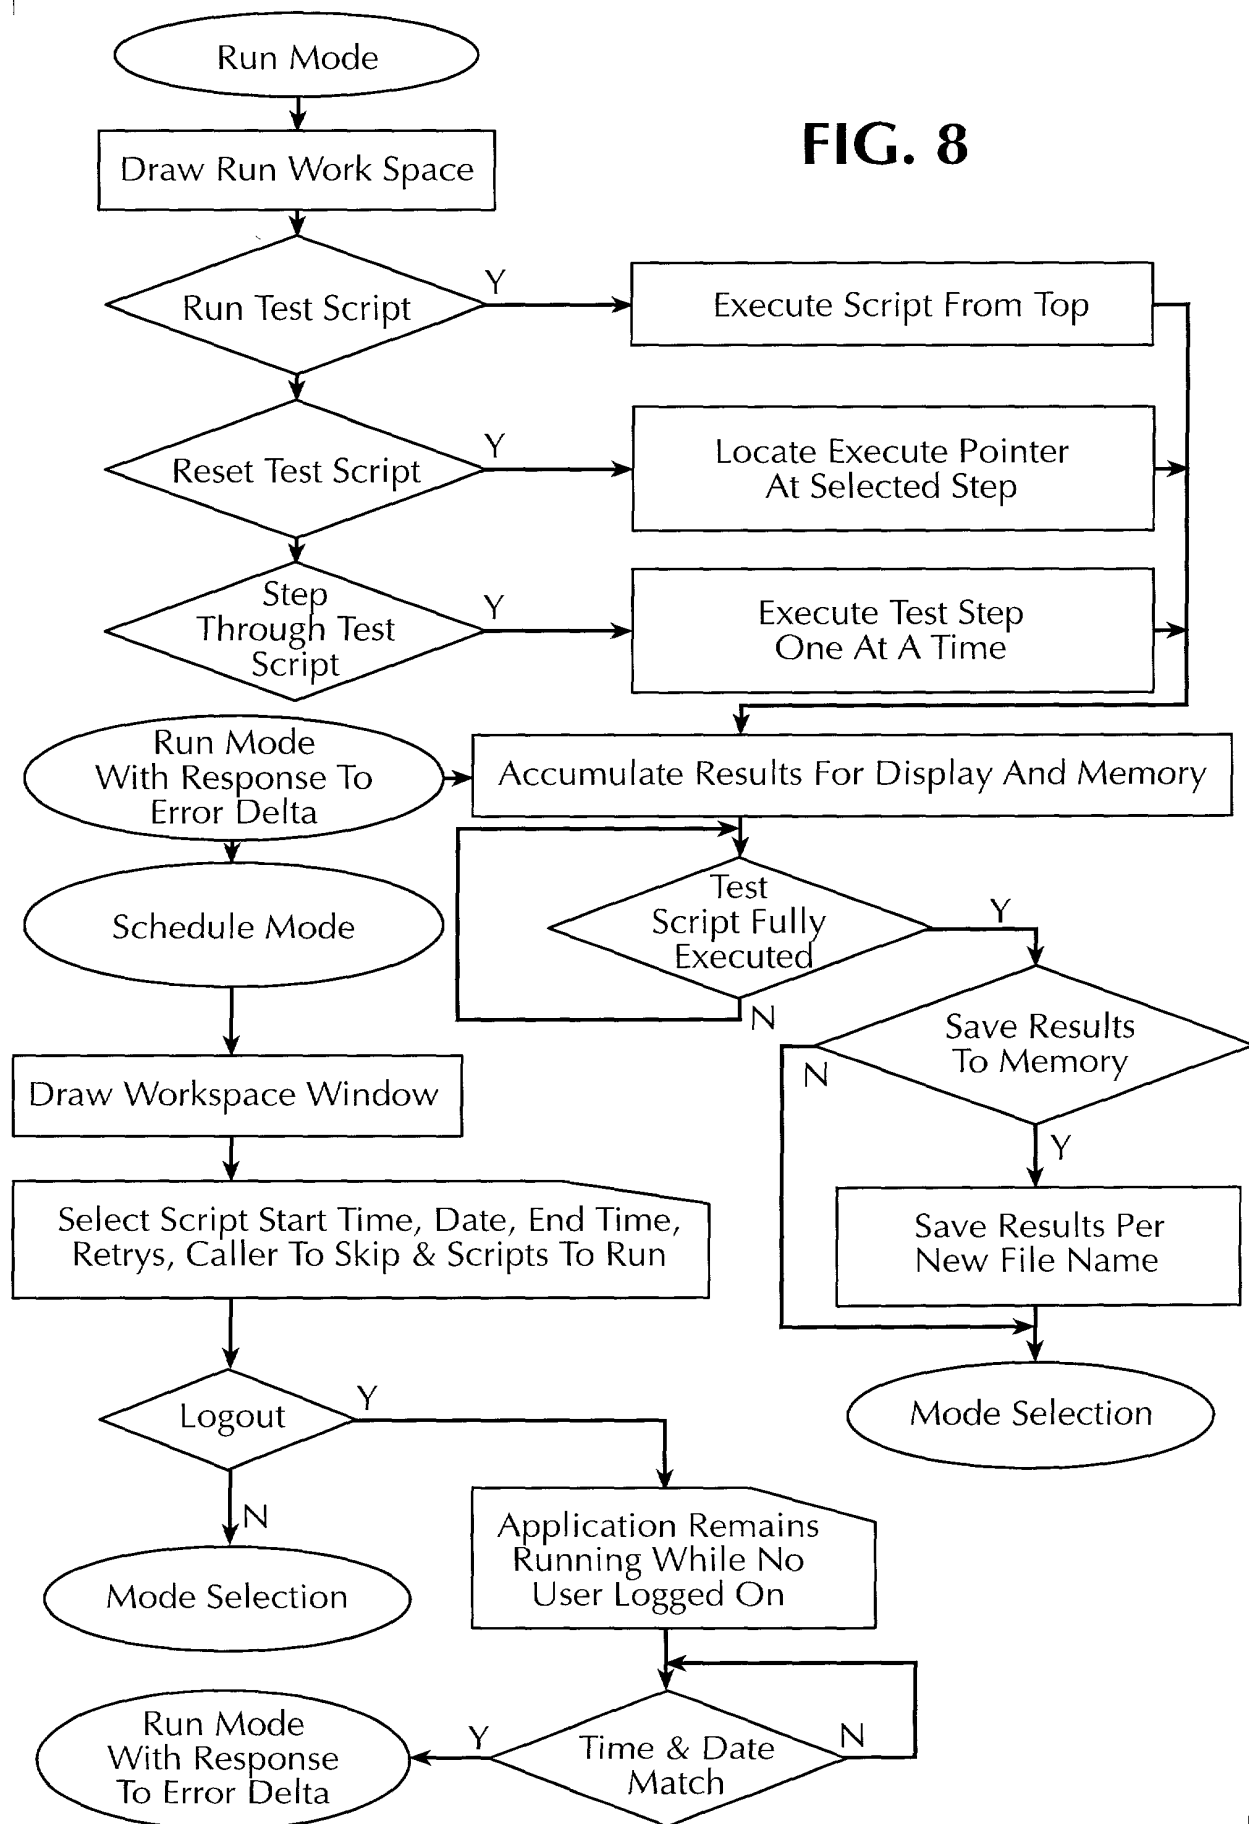 Run Mode
FIG. 8
Draw Run Work Space
Run Test Script
Y
Execute Script From Top
Reset Test Script
Y
Locate Execute Pointer
At Selected Step
Step
Through Test
Script
Y
Execute Test Step
One At A Time
Run Mode
With Response To
Error Delta
Accumulate Results For Display And Memory
Schedule Mode
Test
Script Fully
Executed
Y
N
Save Results
To Memory
N
Y
Draw Workspace Window
Select Script Start Time, Date, End Time,
Retrys, Caller To Skip & Scripts To Run
Save Results Per
New File Name
Logout
Y
N
Mode Selection
Mode Selection
Application Remains
Running While No
User Logged On
Run Mode
With Response
To Error Delta
Y
Time & Date
Match
N